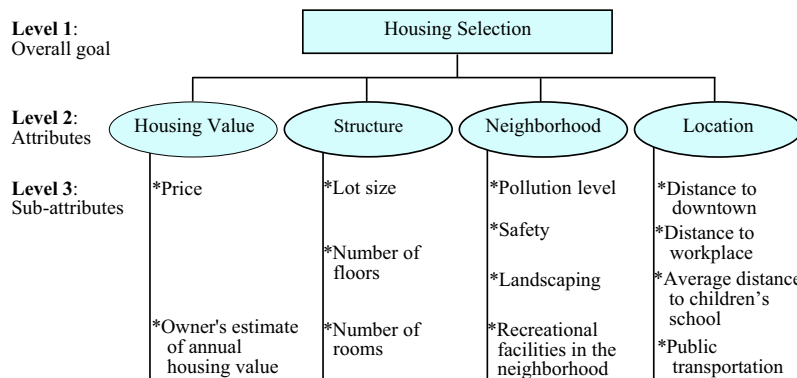 Level 1:
Overall goal
Housing Selection
Level 2:
Attributes
Housing Value
Structure
Neighborhood
Location
Level 3:
Sub-attributes
*Price
*Owner's estimate
of annual
housing value
*Lot size
*Number of
floors
*Number of
rooms
*Pollution level
*Safety
*Landscaping
*Recreational
facilities in the
neighborhood
*Distance to
downtown
*Distance to
workplace
*Average distance
to children’s
school
*Public
transportation